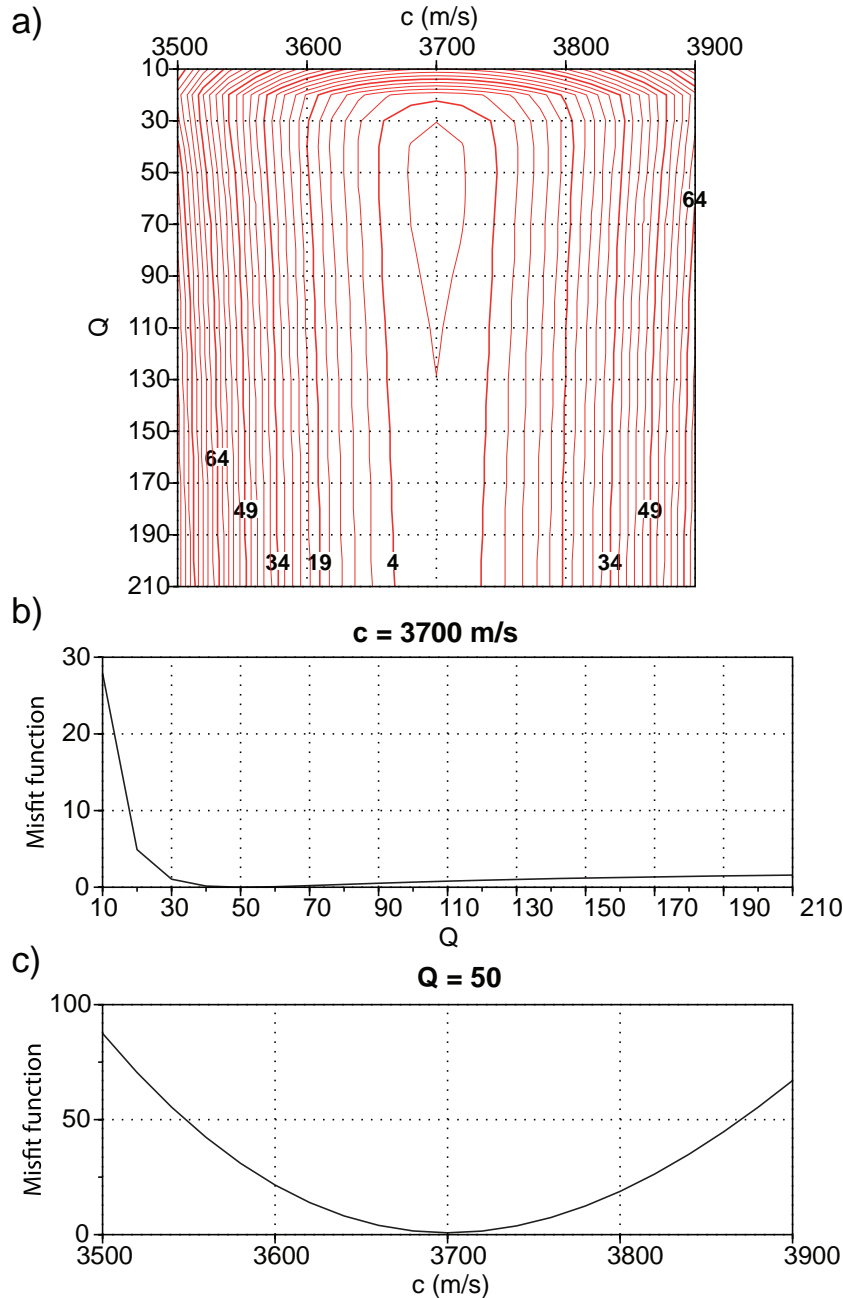 a)
c (m/s)
3500 3600 3700 3800 3900
10
30
50
70
90
110
130
150
170
190
210
Q
64
64
49 49
34 19 4 34
b)
c = 3700 m/s
Misfit function
30
20
10
0
10 30 50 70 90 110 130 150 170 190 210
Q
c)
Q = 50
Misfit function
100
50
0
3500 3600 3700 3800 3900
c (m/s)